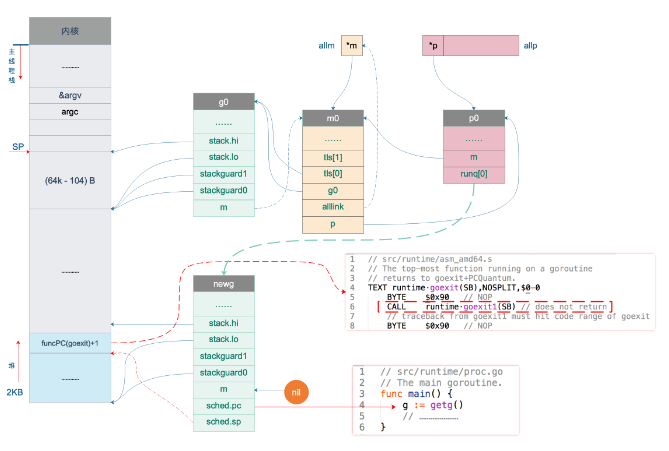 内核
主线程栈
........
&argv
argc
SP
(64k - 104) B
........
funcPC(goexit)+1
........
栈
2KB
g0
……
stack.hi
stack.lo
stackguard1
stackguard0
m
allm
*m
m0
……
tls[1]
tls[0]
g0
alllink
p
*p
allp
p0
……
m
runq[0]
newg
……
stack.hi
stack.lo
stackguard1
stackguard0
m
sched.pc
sched.sp
nil
1 // src/runtime/asm_amd64.s
2 // The top-most function running on a goroutine
3 // returns to goexit+PCQuantum.
4 TEXT runtime·goexit(SB),NOSPLIT,$0-0
5 BYTE $0x90 // NOP
6 CALL runtime·goexit1(SB) // does not return
7 // traceback from goexit1 must hit code range of goexit
8 BYTE $0x90 // NOP
1 // src/runtime/proc.go
2 // The main goroutine.
3 func main() {
4 g := getg()
5 // ………………
6 }